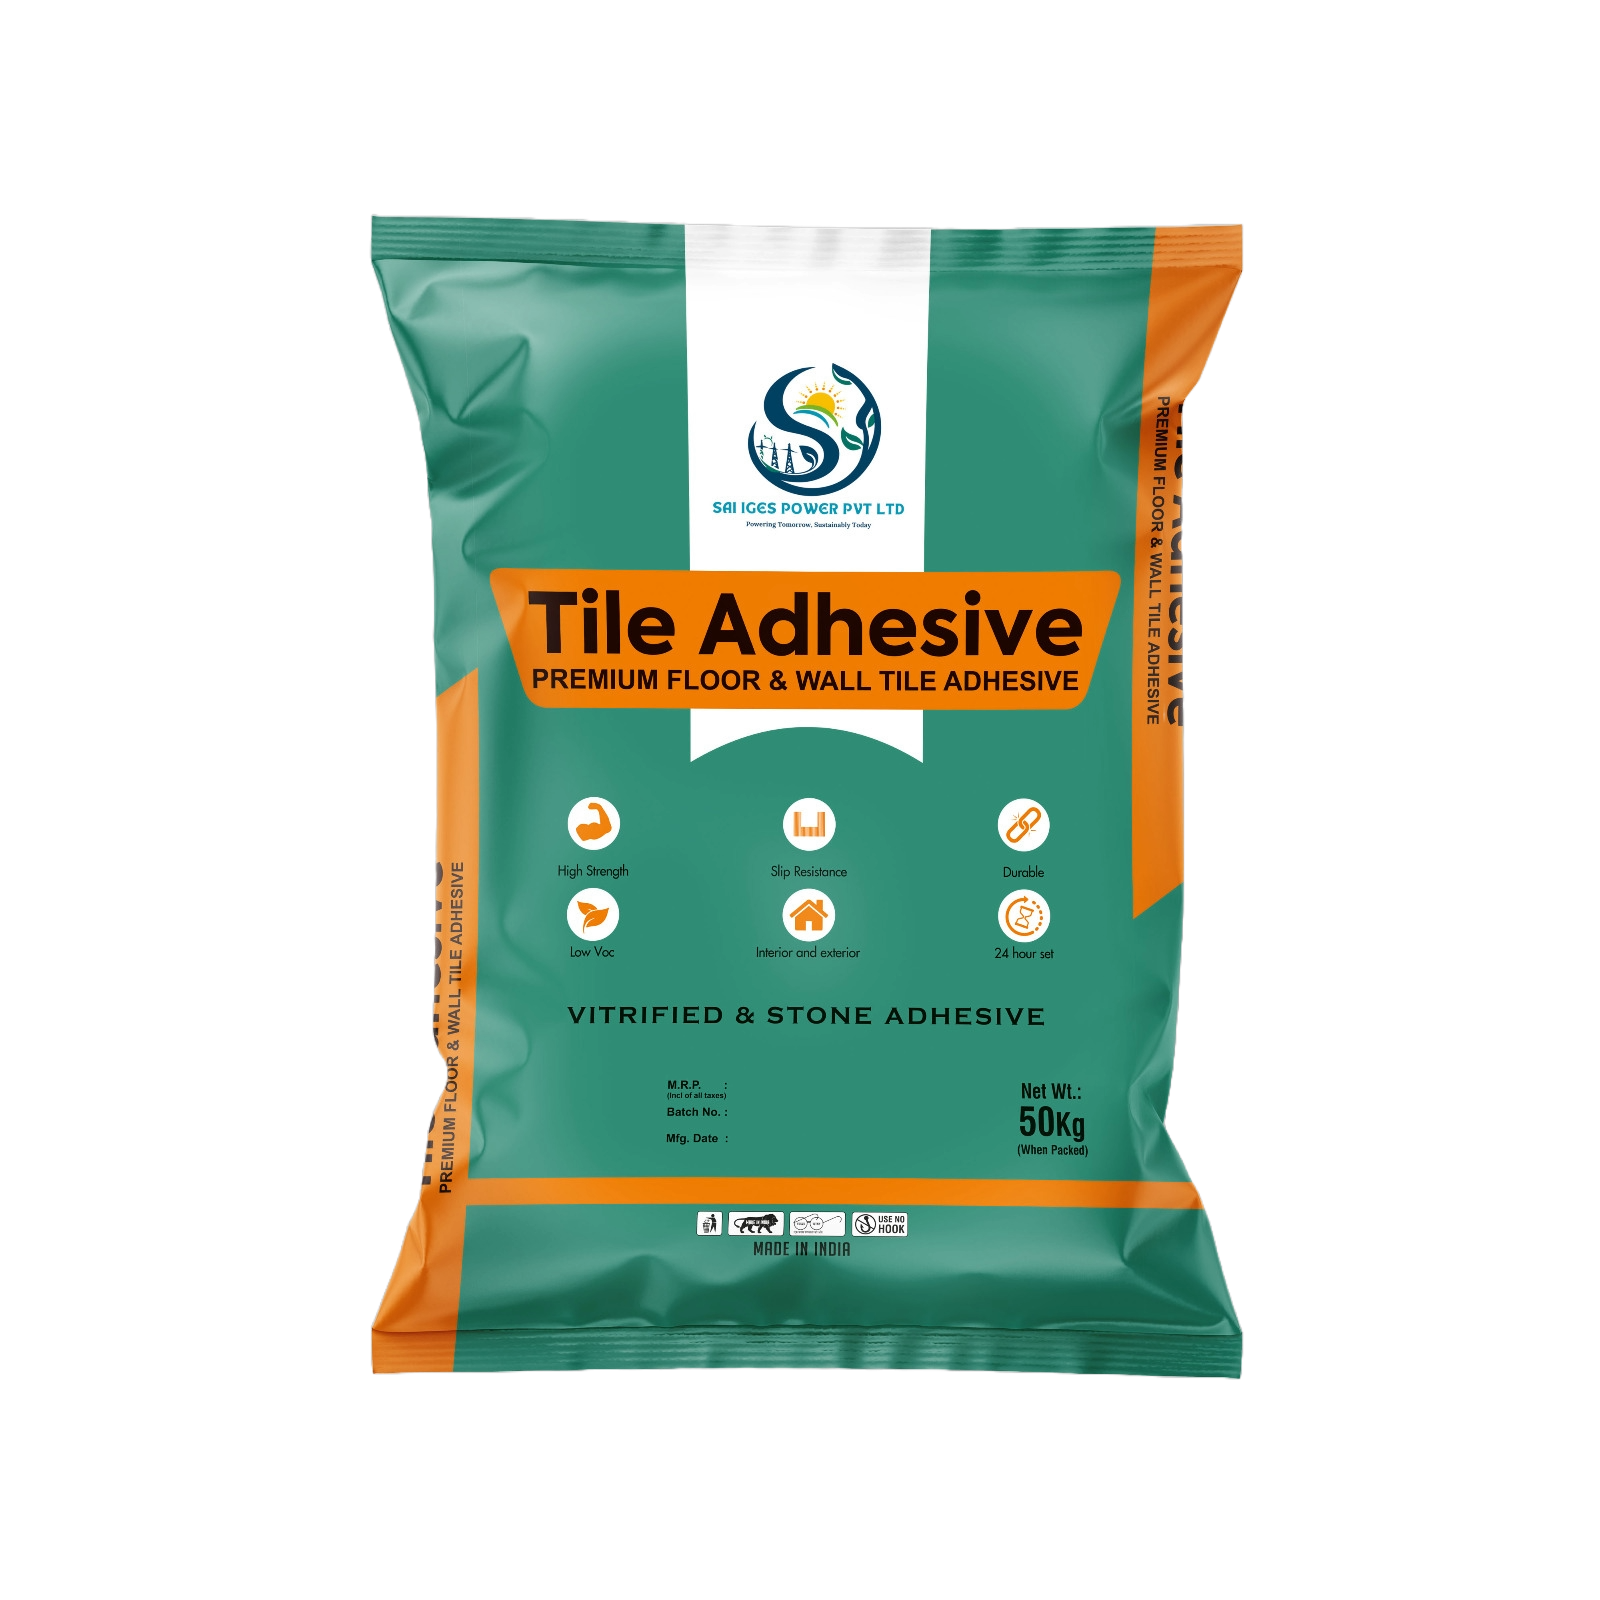 SAI IGES POWER PVT LTD
Powering Tomorrow, Sustainably Today
Tile Adhesive
PREMIUM FLOOR & WALL TILE ADHESIVE
High Strength
Slip Resistance
Durable
Low Voc
Interior and exterior
24 hour set
VITRIFIED & STONE ADHESIVE
M.R.P. :
(Incl of all taxes)
Batch No. :
Mfg. Date :
Net Wt.:
50Kg
(When Packed)
USE NO
HOOK
MADE IN INDIA
PREMIUM FLOOR & WALL TILE ADHESIVE
Tile Adhesive
PREMIUM FLOOR & WALL TILE ADHESIVE